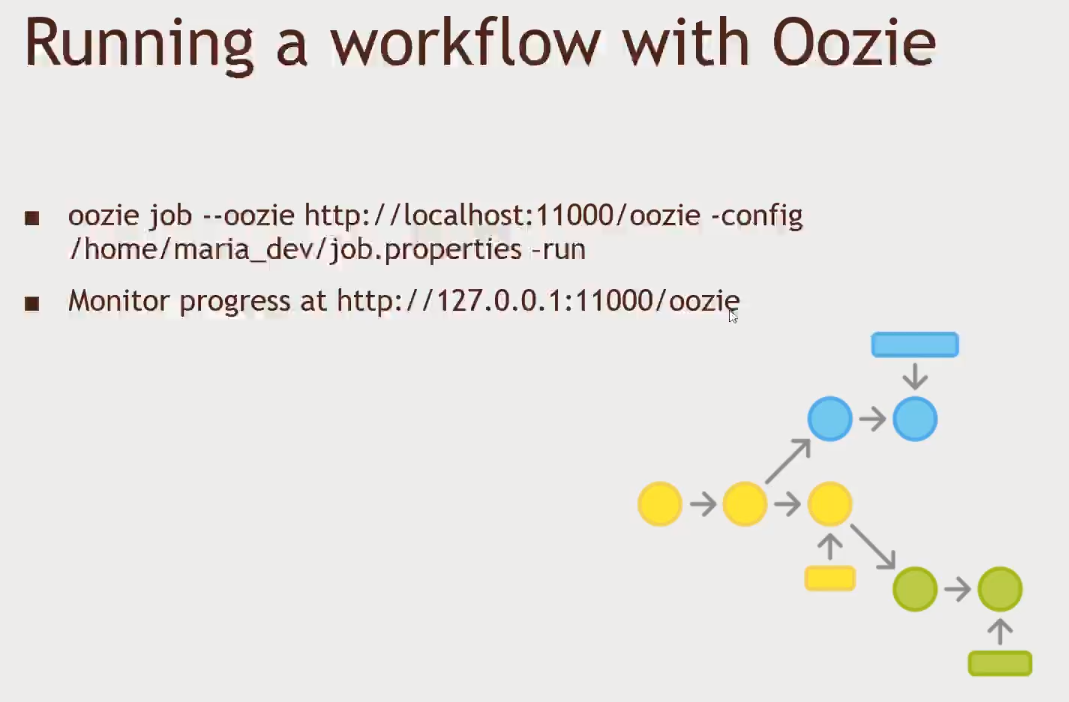 Running a workflow with Oozie
oozie job --oozie http://localhost:11000/oozie -config
/home/maria_dev/job.properties -run
Monitor progress at http://127.0.0.1:11000/oozie